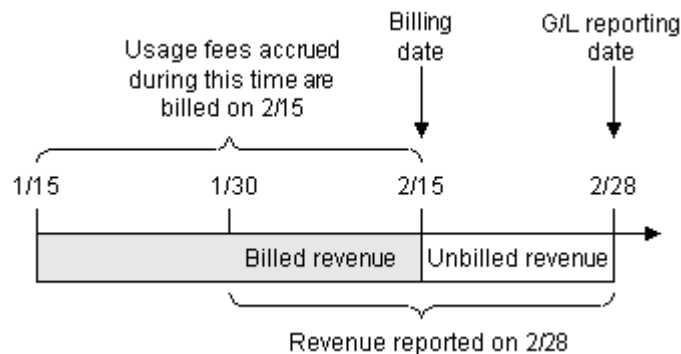 Usage fees accrued
during this time are
billed on 2/15
Billing
date
G/L reporting
date
1/15
1/30
2/15
2/28
Billed revenue
Unbilled revenue
Revenue reported on 2/28